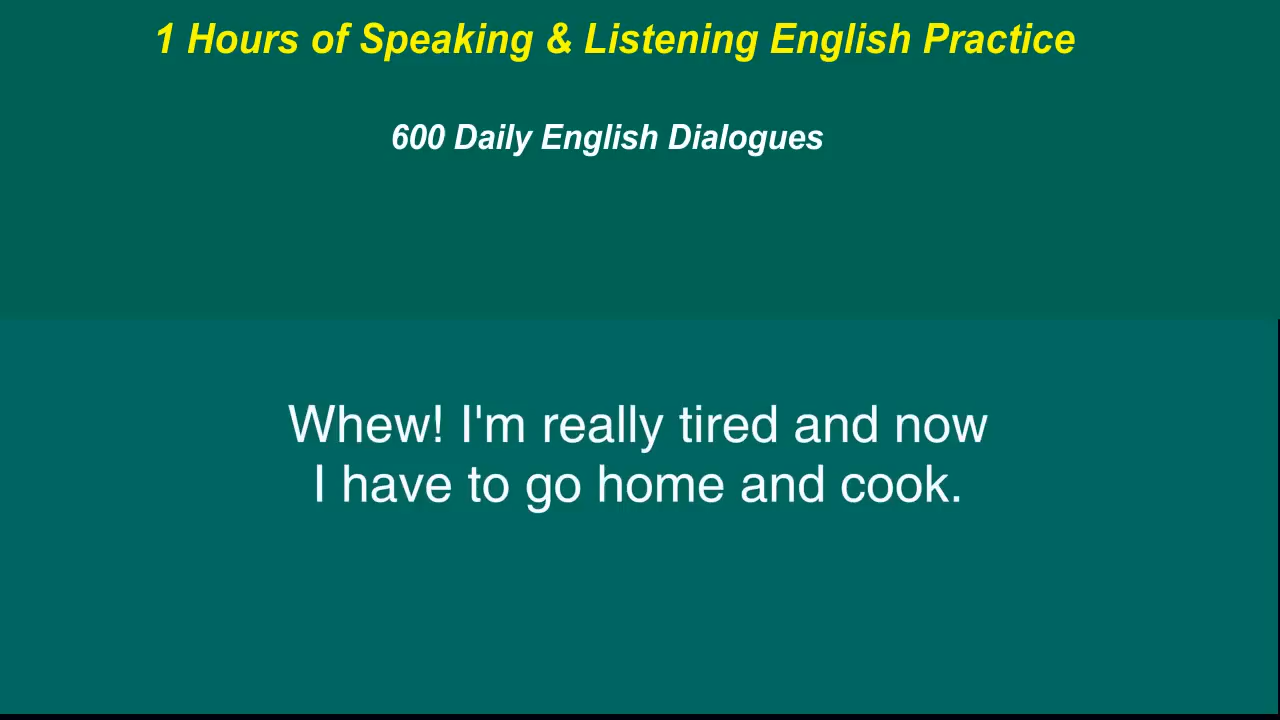 1 Hours of Speaking & Listening English Practice
600 Daily English Dialogues
Whew! I'm really tired and now
I have to go home and cook.